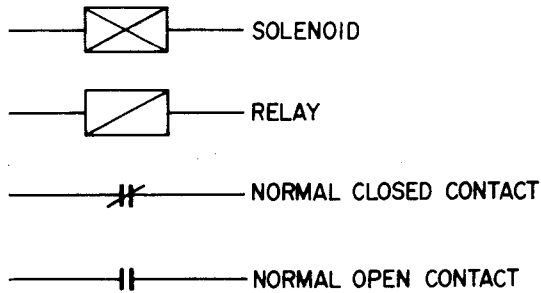 SOLENOID
RELAY
NORMAL CLOSED CONTACT
NORMAL OPEN CONTACT